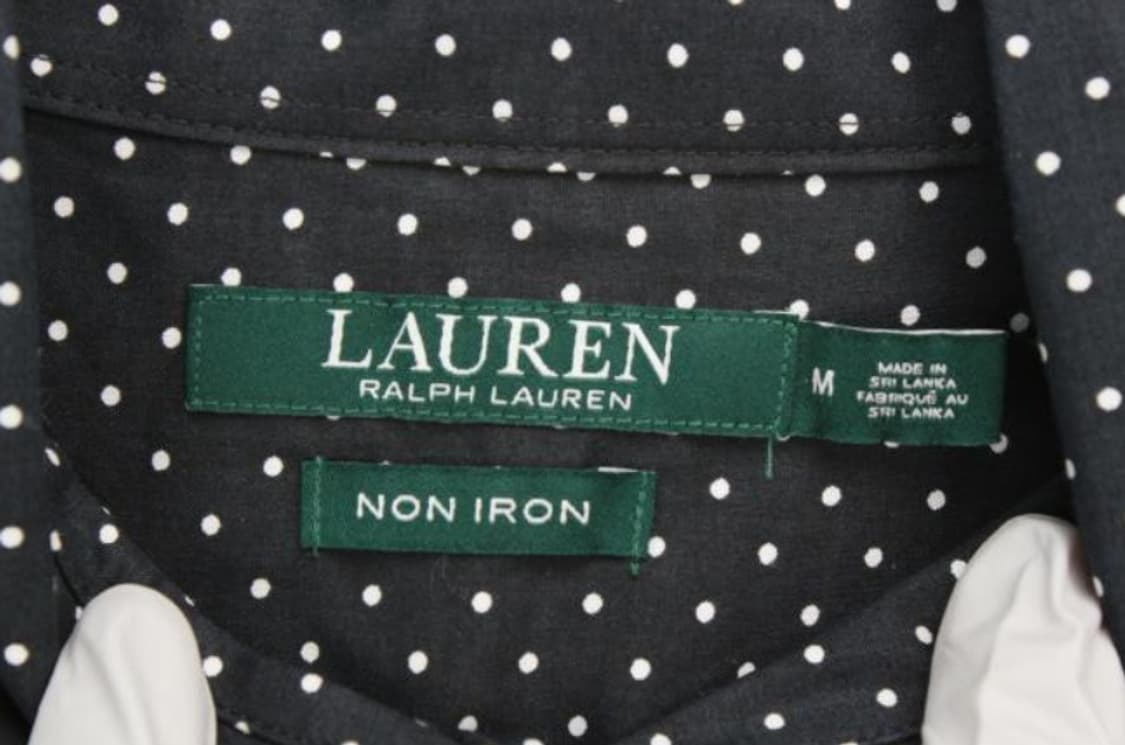 LAUREN
RALPH LAUREN
M
MADE IN
SRI LANKA
FABRIQUÉ AU
SRI LANKA
NON IRON